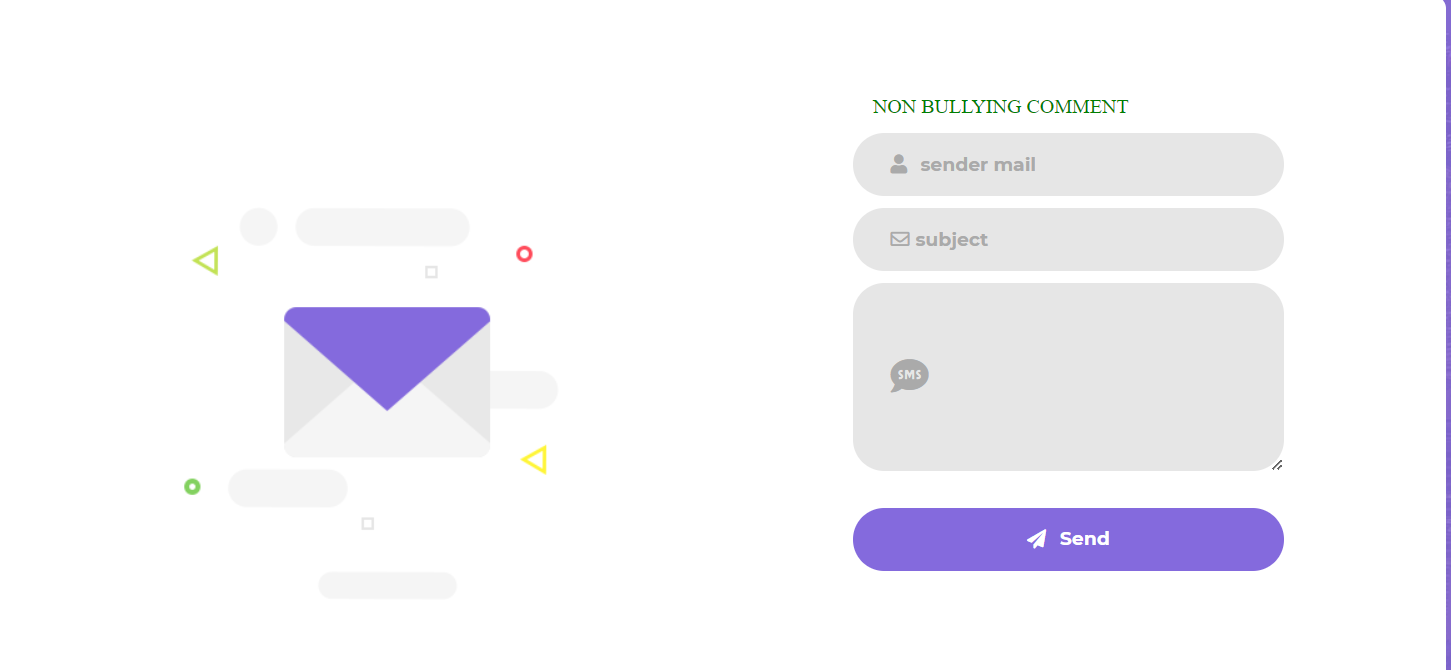 NON BULLYING COMMENT
sender mail
subject
SMS
Send